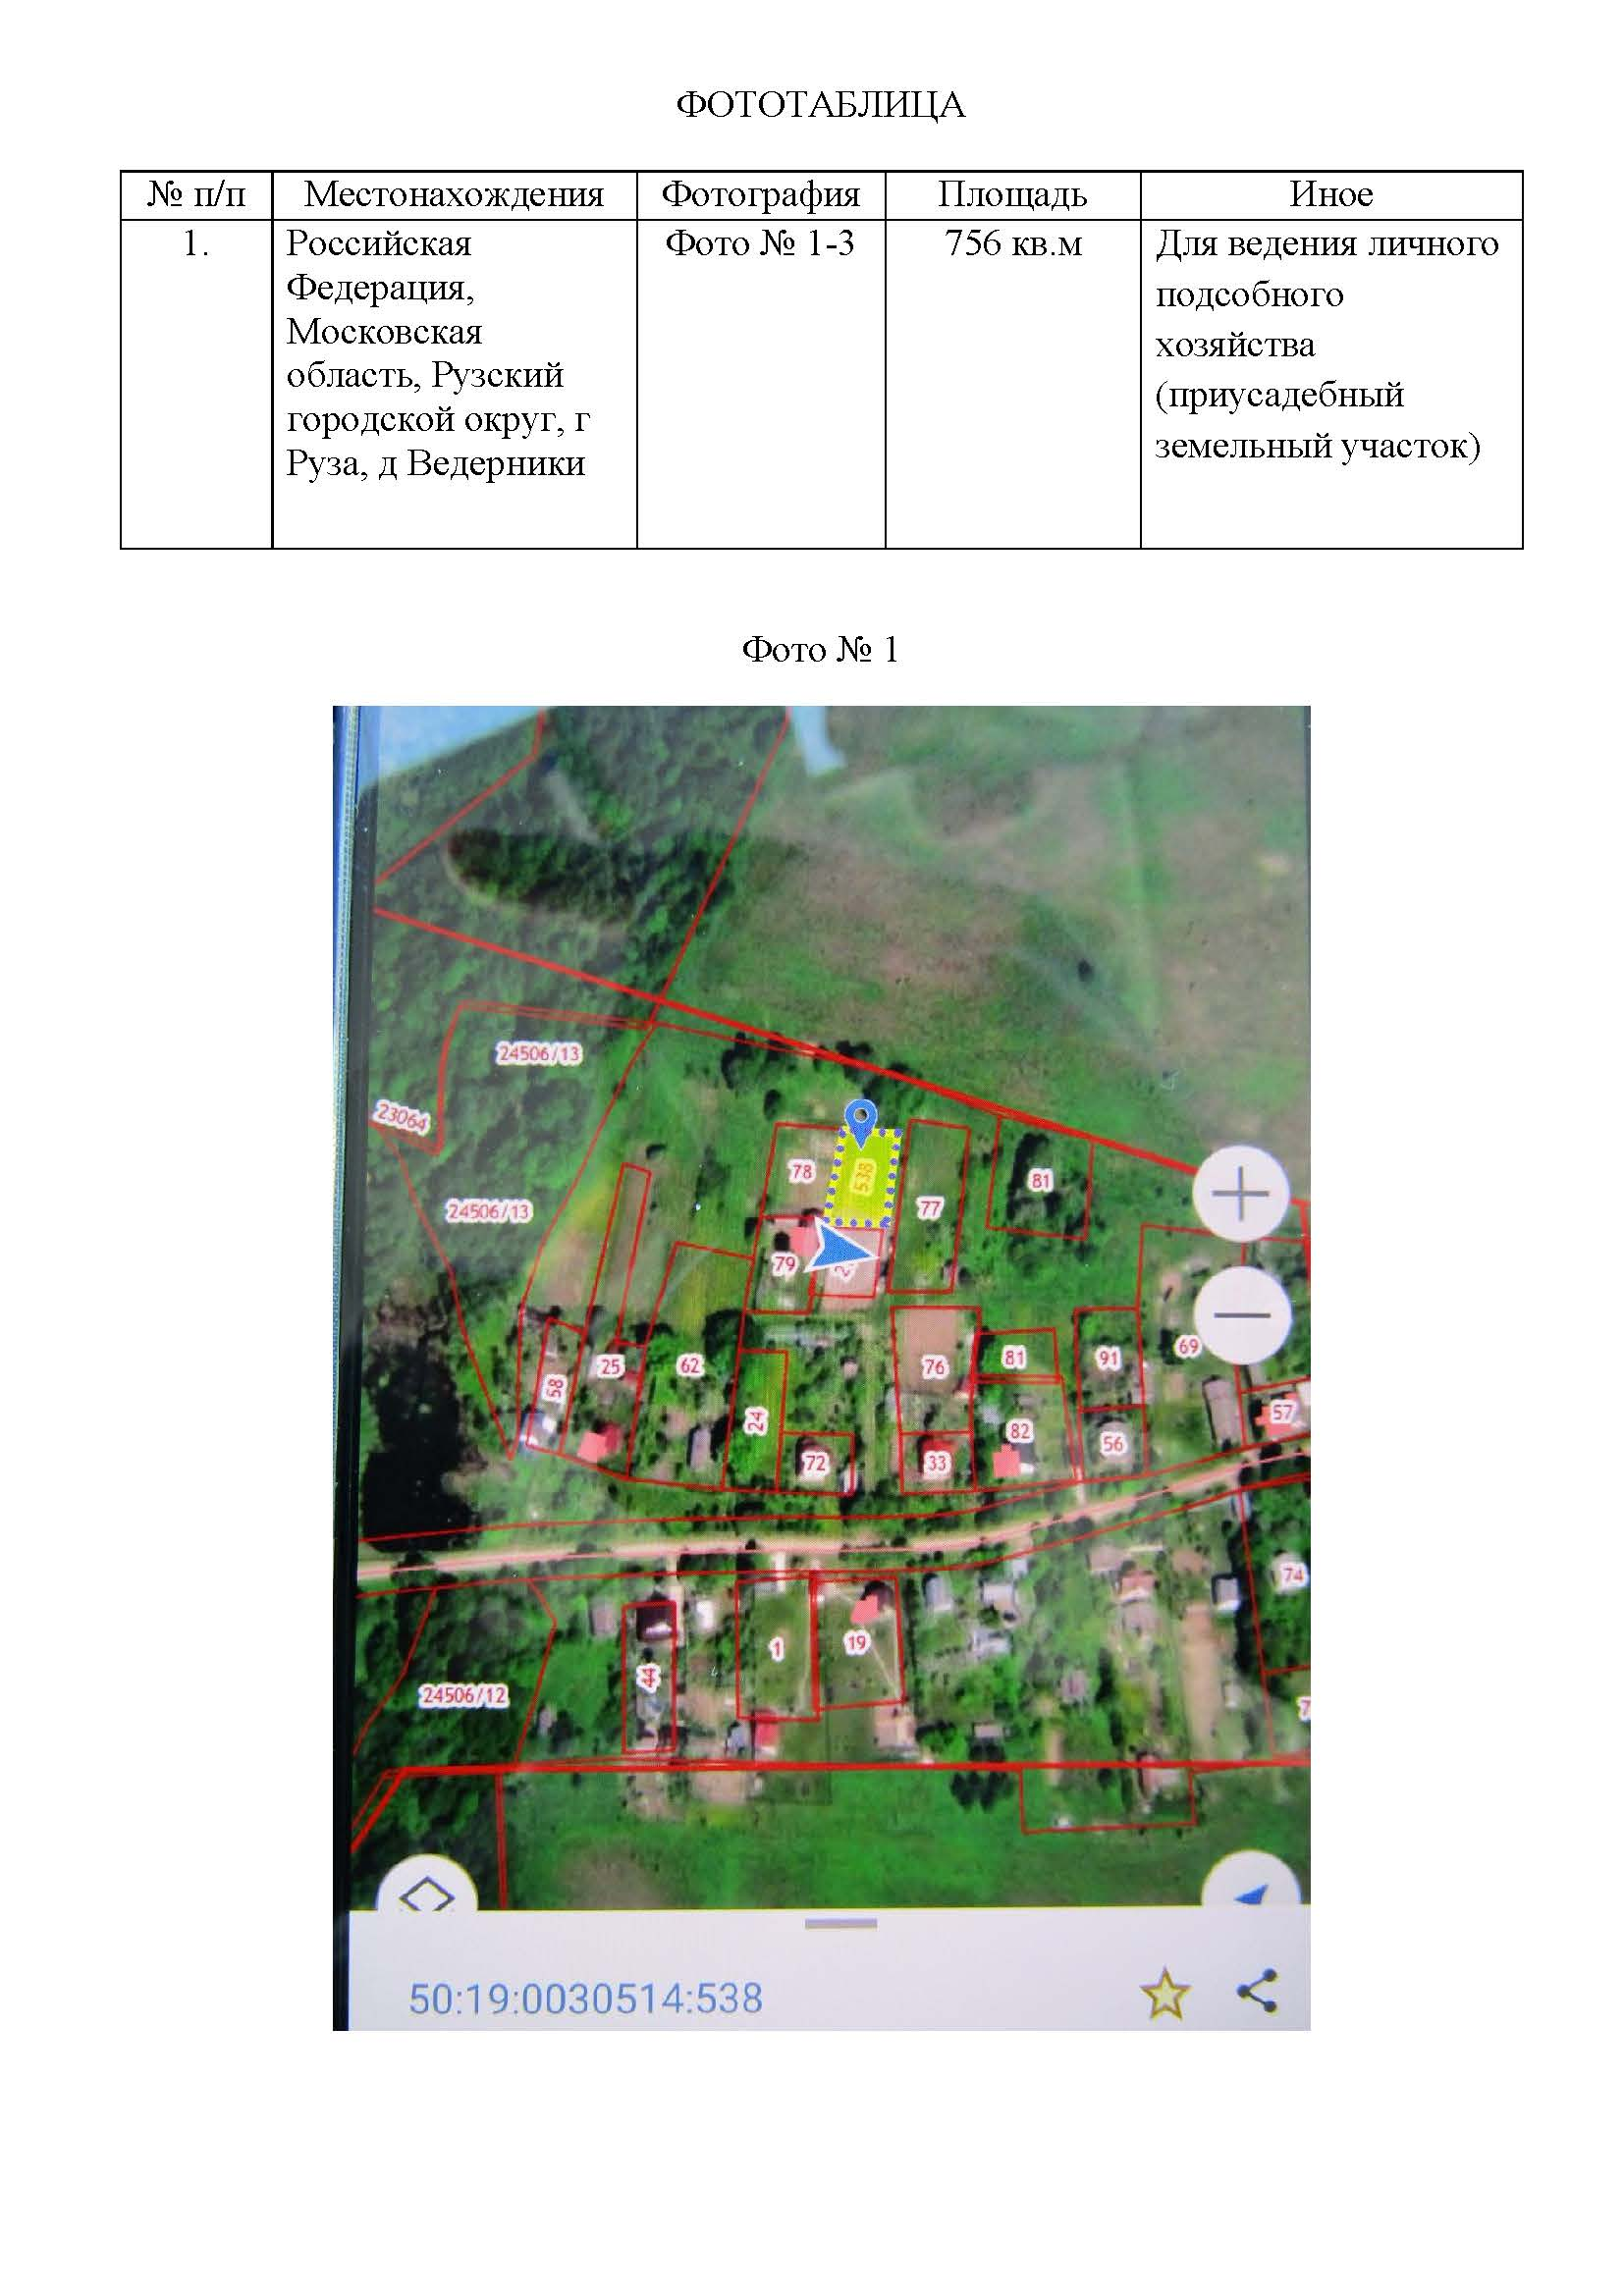 ФОТОТАБЛИЦА
№ п/п
Местонахождения
Фотография
Площадь
Иное
1.
Российская
Федерация,
Московская
область, Рузский
городской округ, г
Руза, д Ведерники
Фото № 1-3
756 кв.м
Для ведения личного
подсобного
хозяйства
(приусадебный
земельный участок)
Фото № 1
24506/13
23064
24506/13
78
538
77
81
79
58
25
62
24
72
76
33
81
82
91
56
69
57
74
44
1
19
24506/12
50:19:0030514:538